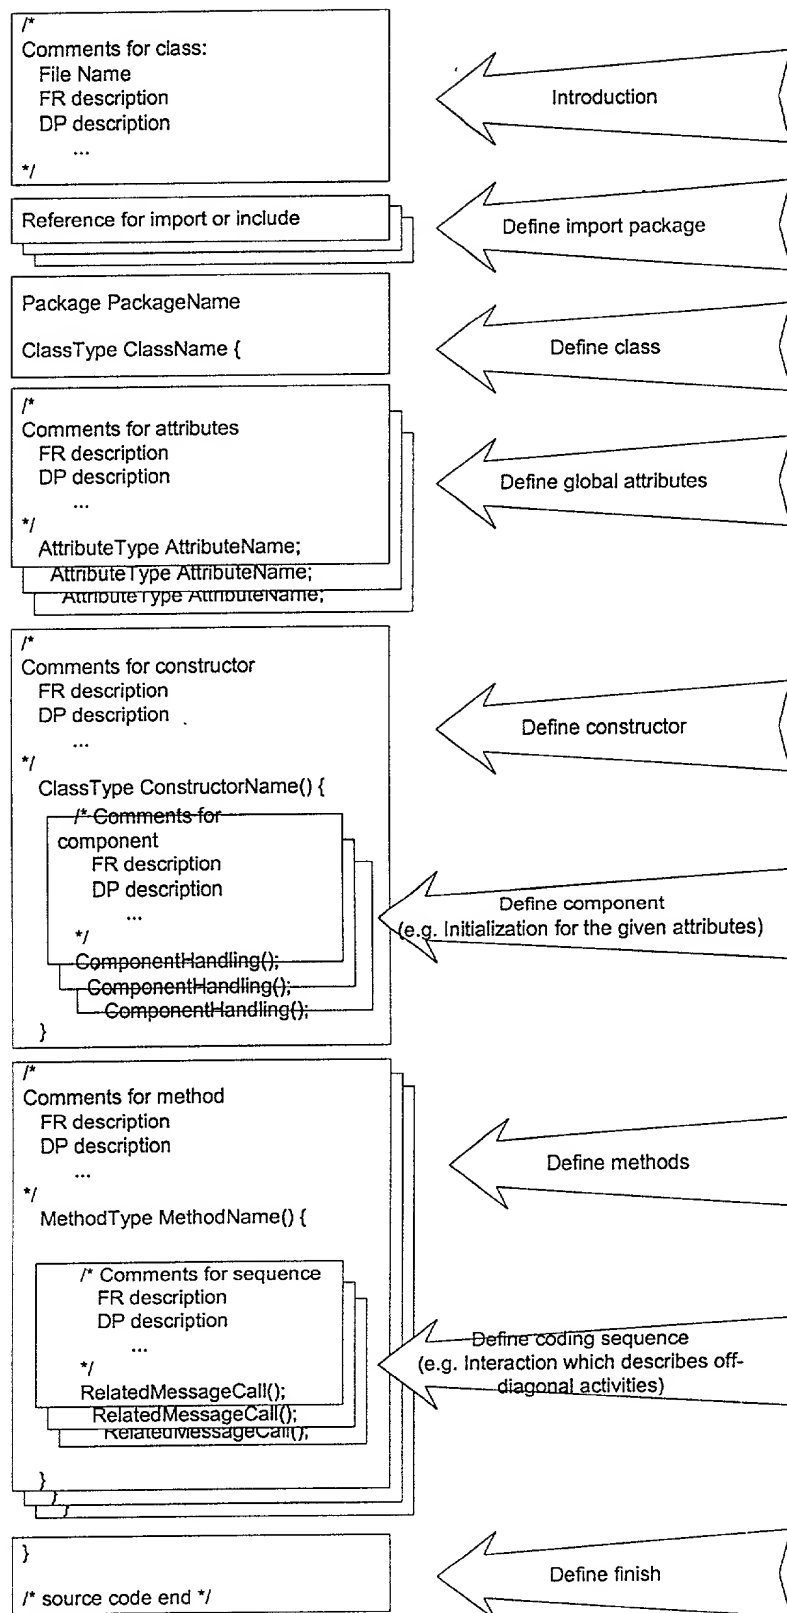 /*
Comments for class:
File Name
FR description
DP description
...
*/
Introduction
Reference for import or include
Define import package
Package PackageName
ClassType ClassName {
Define class
/*
Comments for attributes
FR description
DP description
...
*/
AttributeType AttributeName;
AttributeType AttributeName;
AttributeType AttributeName;
Define global attributes
/*
Comments for constructor
FR description
DP description
...
*/
ClassType ConstructorName() {
Define constructor
/* Comments for
component
FR description
DP description
...
*/
ComponentHandling();
ComponentHandling();
ComponentHandling();
}
Define component
(e.g. Initialization for the given attributes)
/*
Comments for method
FR description
DP description
...
*/
MethodType MethodName() {
Define methods
/* Comments for sequence
FR description
DP description
...
*/
RelatedMessageCall();
RelatedMessageCall();
RelatedMessageCall();
}
}
}
Define coding sequence
(e.g. Interaction which describes off-
diagonal activities)
}
/* source code end */
Define finish